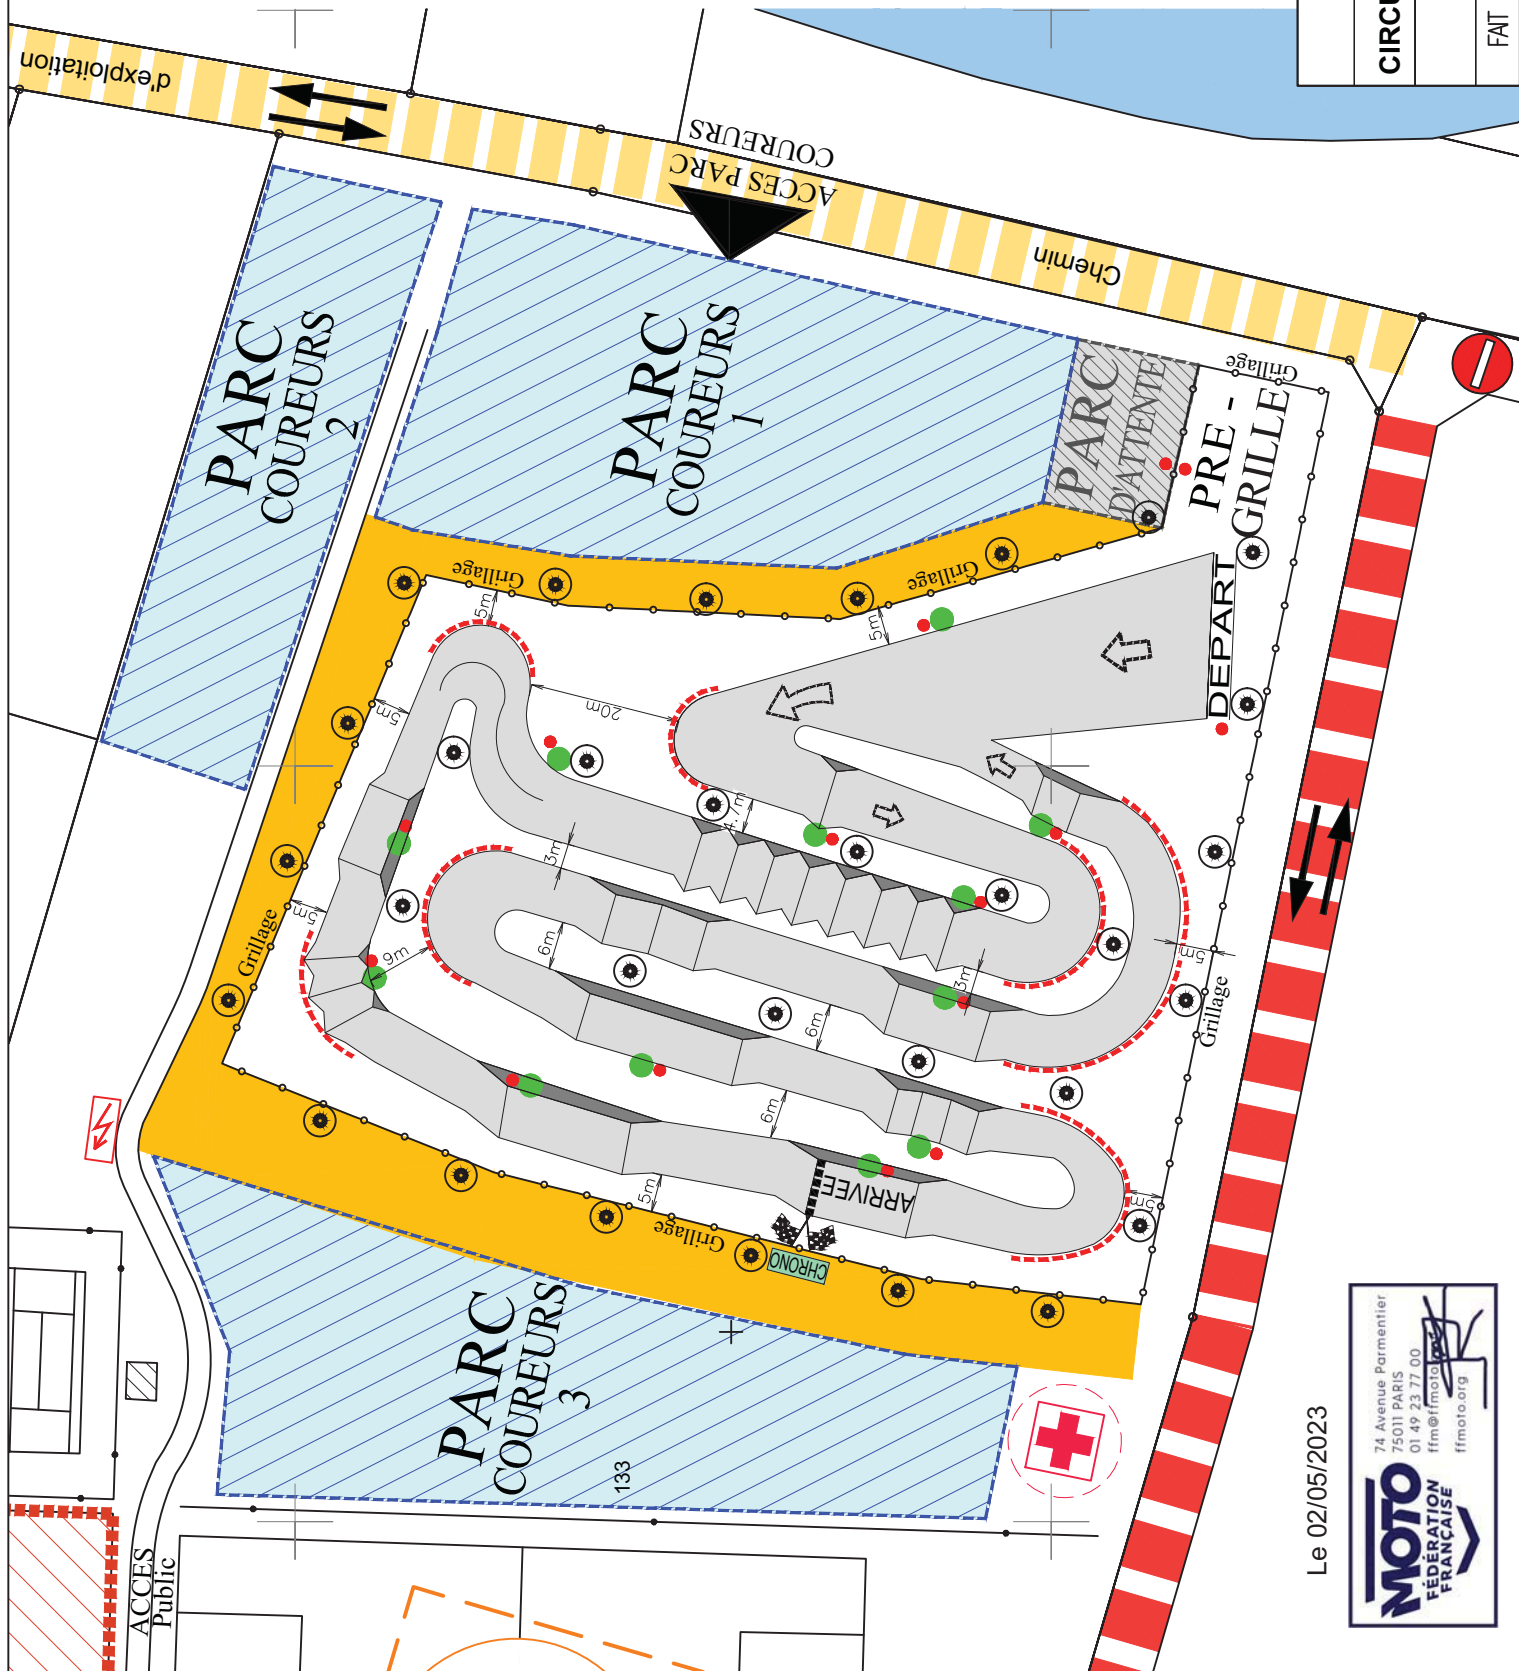 d'exploitation
ACCES PARC
COUREURS
Chemin
CIRCU
FAIT
PARC
COUREURS
2
PARC
COUREURS
1
PARC
D'ATTENTE
PRE -
GRILLE
Grillage
Grillage
Grillage
Grillage
Grillage
Grillage
DEPART
5m
5m
5m
5m
20m
4.7m
3m
9m
6m
3m
6m
6m
5m
5m
5m
ARRIVEE
CHRONO
PARC
COUREURS
3
133
ACCES
Public
Le 02/05/2023
MOTO
FÉDÉRATION
FRANÇAISE
74 Avenue Parmentier
75011 PARIS
01 49 23 77 00
ffm@ffmoto
ffmoto.org